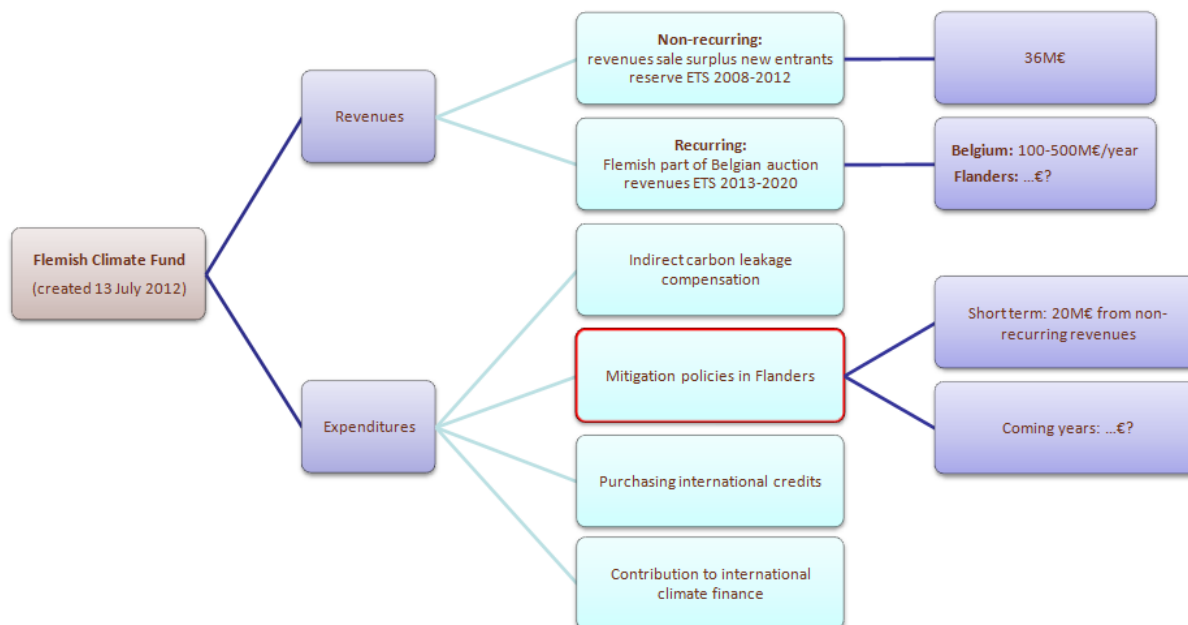 Non-recurring:
revenues sale surplus new entrants
reserve ETS 2008-2012
36M€
Revenues
Recurring:
Flemish part of Belgian auction
revenues ETS 2013-2020
Belgium: 100-500M€/year
Flanders: ...€?
Flemish Climate Fund
(created 13 July 2012)
Indirect carbon leakage
compensation
Short term: 20M€ from non-
recurring revenues
Mitigation policies in Flanders
Expenditures
Coming years: ...€?
Purchasing international credits
Contribution to international
climate finance